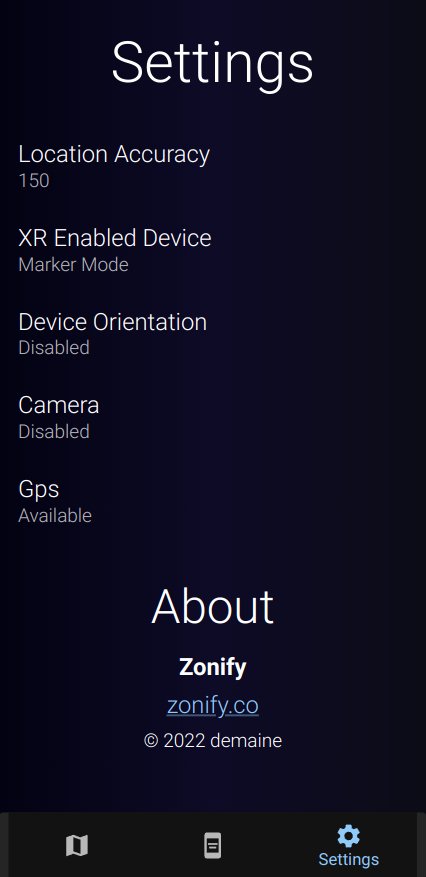 Settings
Location Accuracy
150
XR Enabled Device
Marker Mode
Device Orientation
Disabled
Camera
Disabled
Gps
Available
About
Zonify
zonify.co
© 2022 demaine
Settings